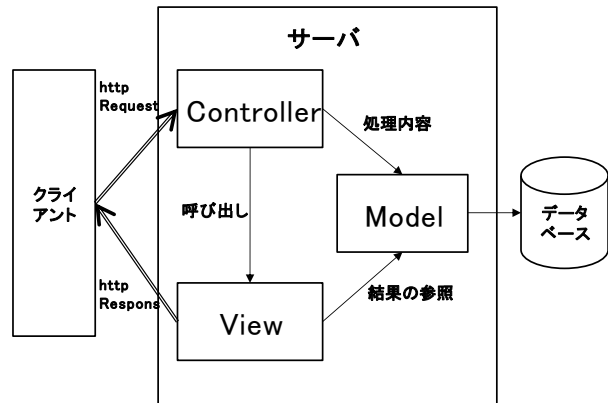 サーバ
http
Request
Controller
処理内容
クライ
アント
呼び出し
Model
データ
ベース
http
Respons
View
結果の参照